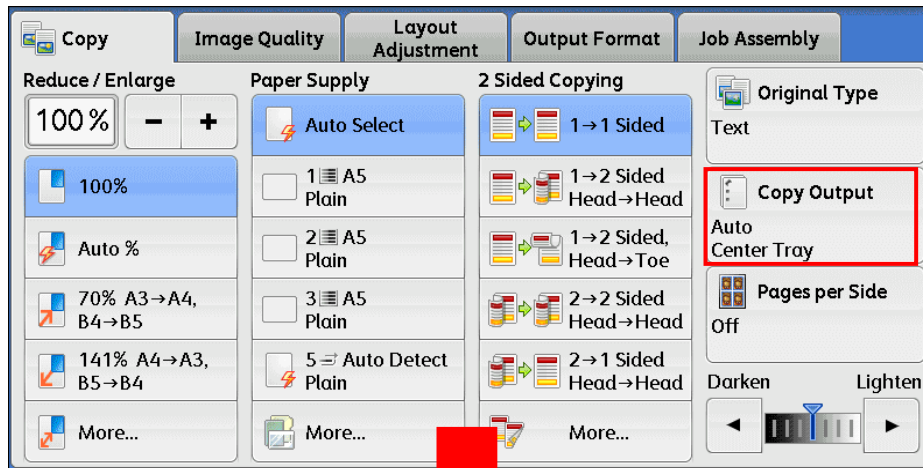 Copy
Image Quality
Layout
Adjustment
Output Format
Job Assembly
Reduce / Enlarge
100%
− +
100%
Auto %
70% A3→A4,
B4→B5
141% A4→A3,
B5→B4
More...
Paper Supply
Auto Select
1 A5
Plain
2 A5
Plain
3 A5
Plain
5 Auto Detect
Plain
More...
2 Sided Copying
1→1 Sided
1→2 Sided
Head→Head
1→2 Sided,
Head→Toe
2→2 Sided
Head→Head
2→1 Sided
Head→Head
More...
Original Type
Text
Copy Output
Auto
Center Tray
Pages per Side
Off
Darken Lighten